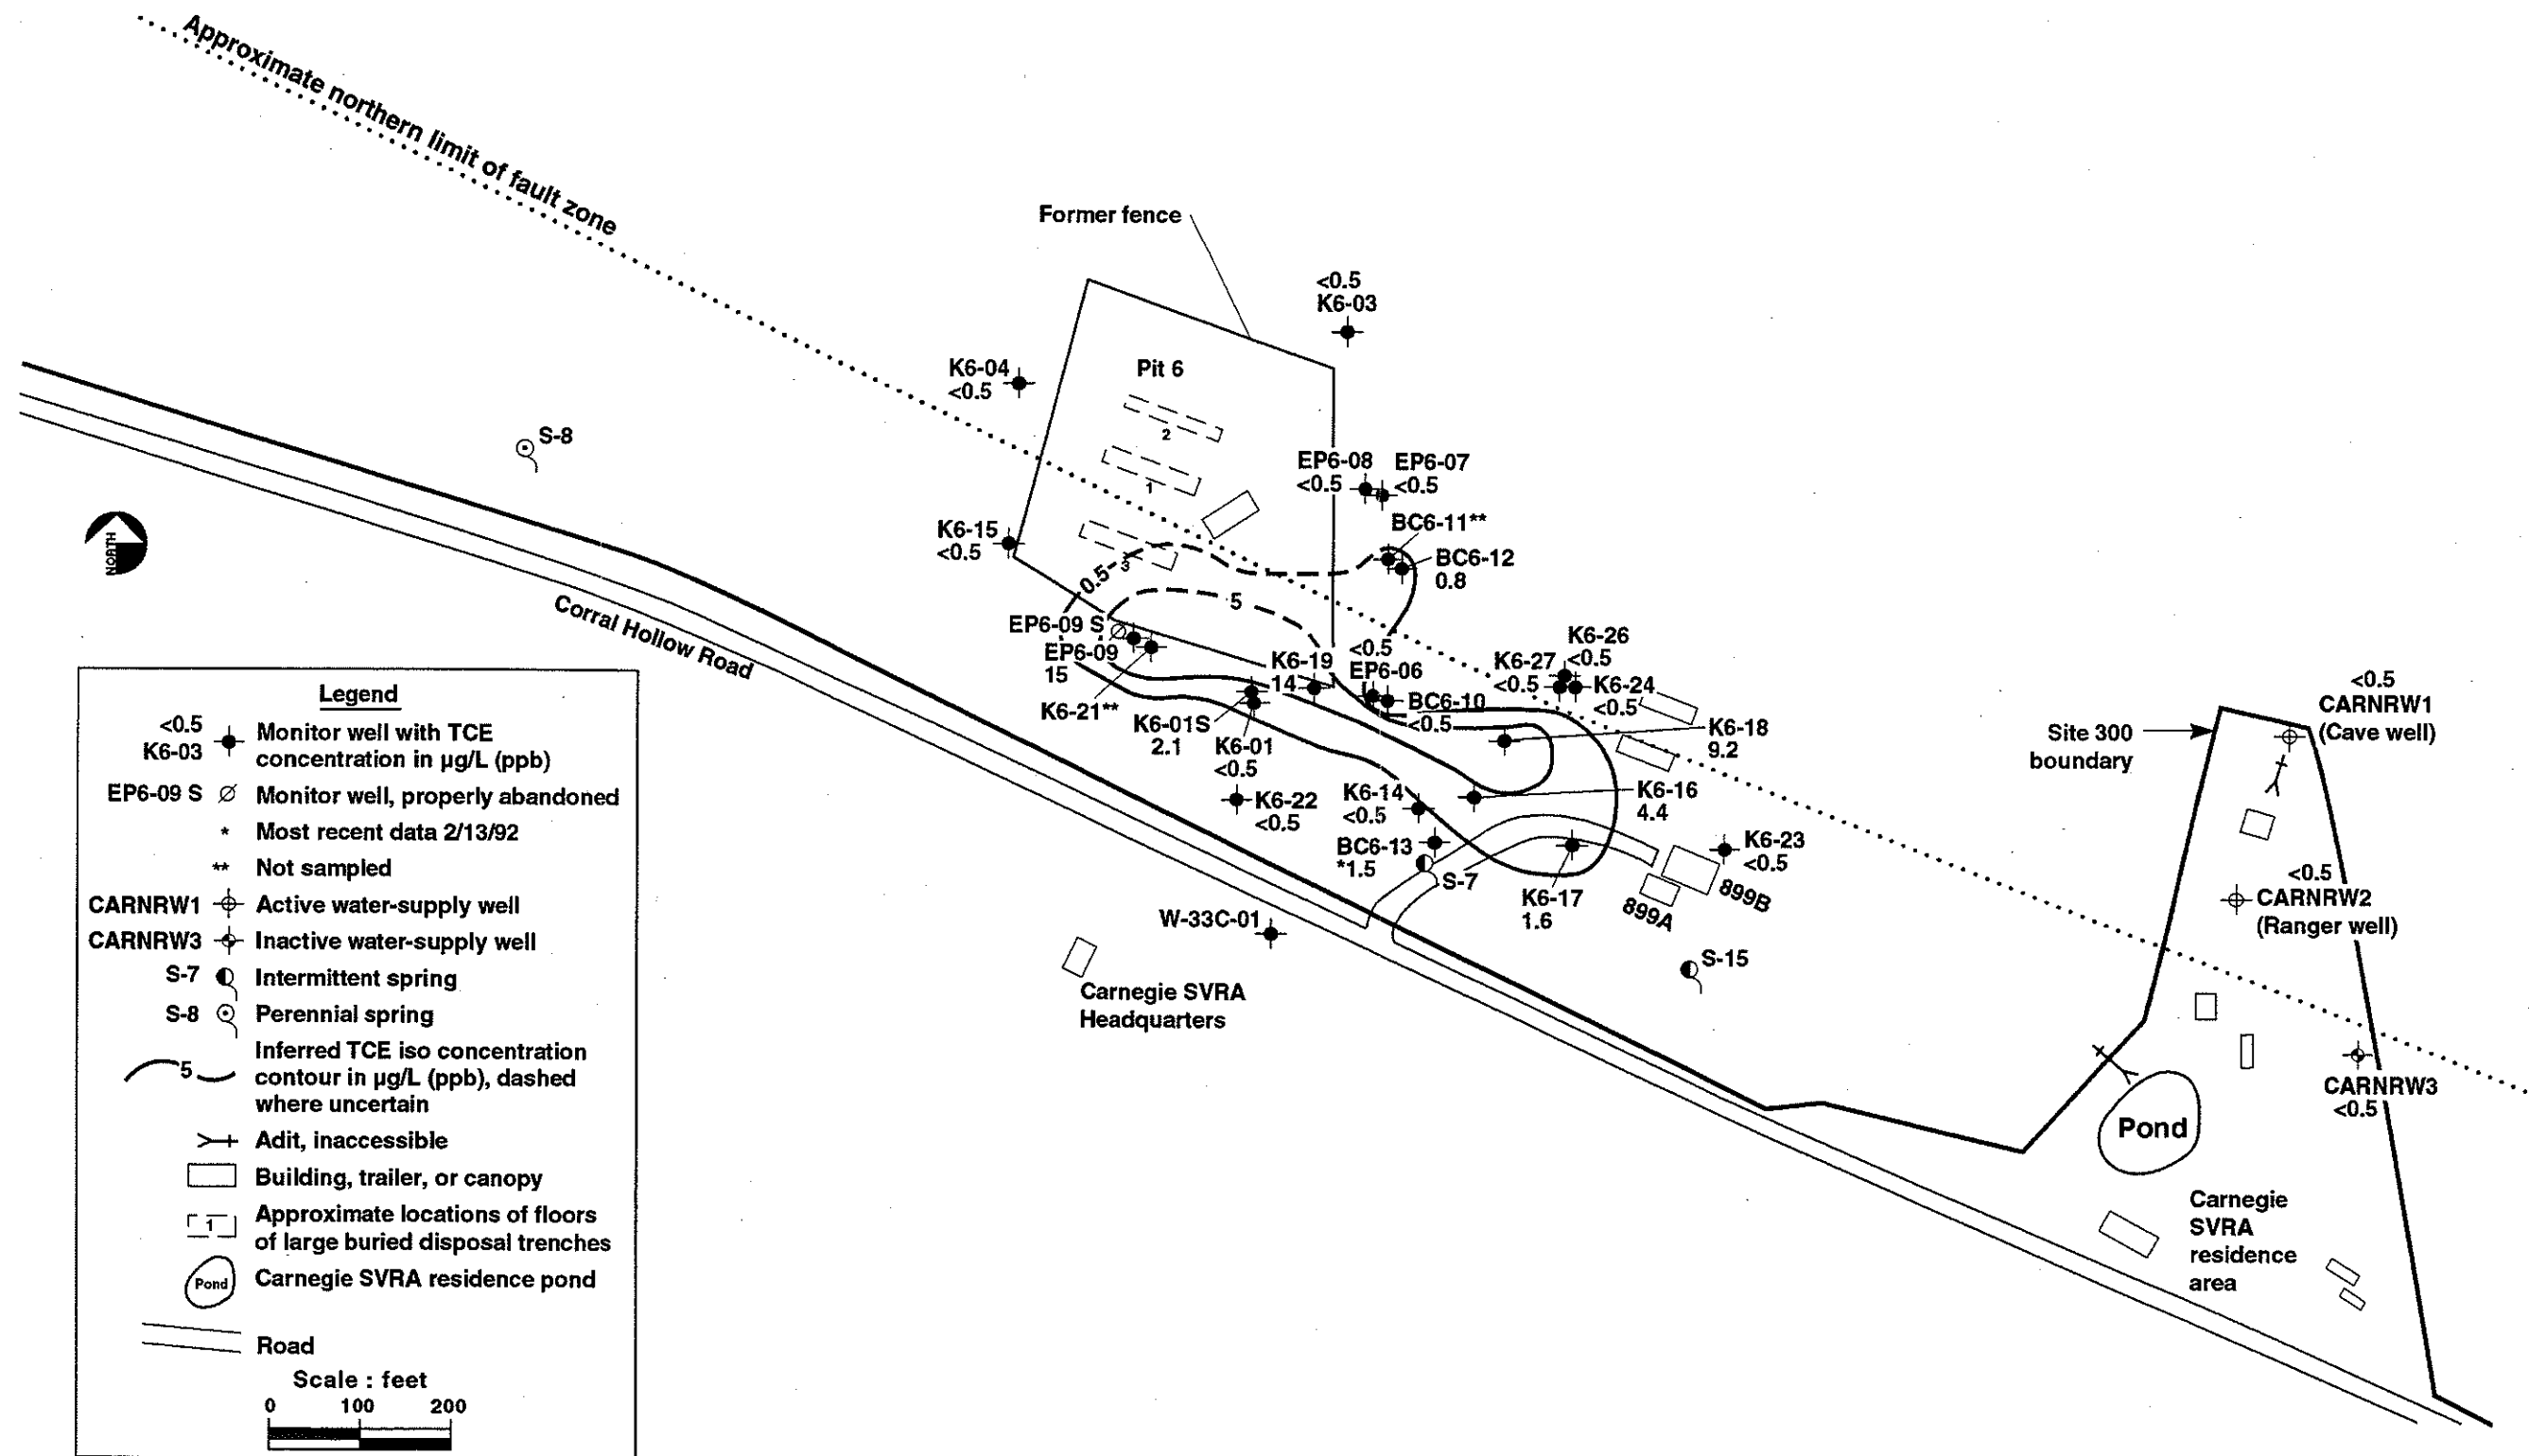 Approximate northern limit of fault zone
Former fence
<0.5
K6-03
K6-04
<0.5
Pit 6
2
1
3
S-8
EP6-08
<0.5
EP6-07
<0.5
K6-15
<0.5
BC6-11**
BC6-12
0.8
0.5
5
NORTH
Corral Hollow Road
EP6-09 S
EP6-09
15
K6-21**
K6-19
14
<0.5
EP6-06
K6-26
<0.5
K6-27
<0.5
K6-24
<0.5
BC6-10
<0.5
K6-01S
2.1
K6-01
<0.5
K6-18
9.2
K6-22
<0.5
K6-14
<0.5
K6-16
4.4
BC6-13
*1.5
S-7
K6-23
<0.5
K6-17
1.6
899A
899B
W-33C-01
Carnegie SVRA
Headquarters
S-15
<0.5
CARNRW1
(Cave well)
Site 300
boundary
<0.5
CARNRW2
(Ranger well)
CARNRW3
<0.5
Pond
Carnegie
SVRA
residence
area
Legend
<0.5
K6-03
Monitor well with TCE
concentration in µg/L (ppb)
EP6-09 S Monitor well, properly abandoned
* Most recent data 2/13/92
** Not sampled
CARNRW1 Active water-supply well
CARNRW3 Inactive water-supply well
S-7 Intermittent spring
S-8 Perennial spring
5
Inferred TCE iso concentration
contour in µg/L (ppb), dashed
where uncertain
Adit, inaccessible
Building, trailer, or canopy
1
Approximate locations of floors
of large buried disposal trenches
Pond Carnegie SVRA residence pond
Road
Scale : feet
0 100 200